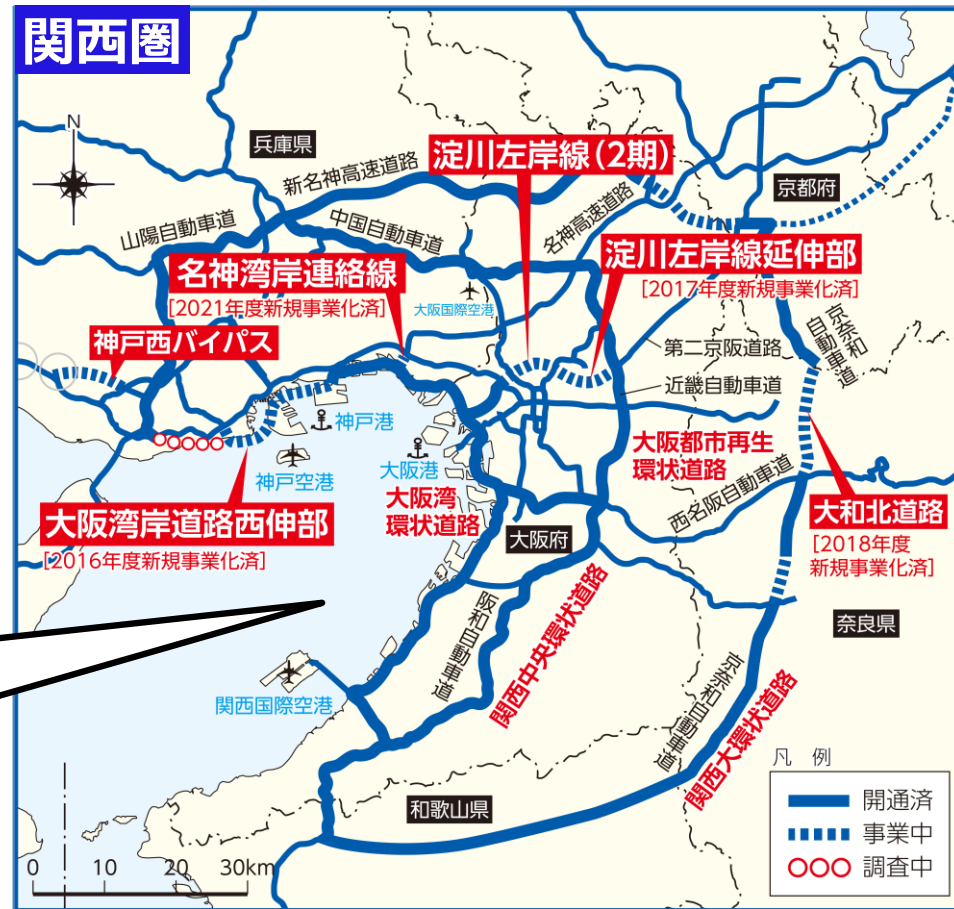 関西圏
N
兵庫県
新名神高速道路
淀川左岸線(2期)
京都府
山陽自動車道
中国自動車道
名神高速道路
淀川左岸線延伸部
[2017年度新規事業化済]
名神湾岸連絡線
[2021年度新規事業化済]
大阪国際空港
神戸西バイパス
第二京阪道路
京奈和
自動車道
近畿自動車道
神戸港
大阪港
神戸空港
大阪都市再生
環状道路
大阪湾
環状道路
西名阪自動車道
大阪湾岸道路西伸部
[2016年度新規事業化済]
大和北道路
[2018年度
新規事業化済]
大阪府
奈良県
阪和自動車道
関西中央環状道路
関西国際空港
京奈和自動車道
関西大環状道路
和歌山県
凡 例
開通済
事業中
調査中
0 10 20 30km